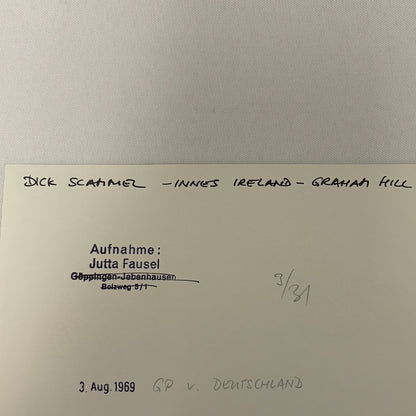 DICK SCAMMEL - INNES IRELAND - GRAHAM HILL
Aufnahme:
Jutta Fausel
Göppingen-Jebenhausen
Bolzweg 5/1
3/31
3. Aug. 1969 GP v. DEUTSCHLAND